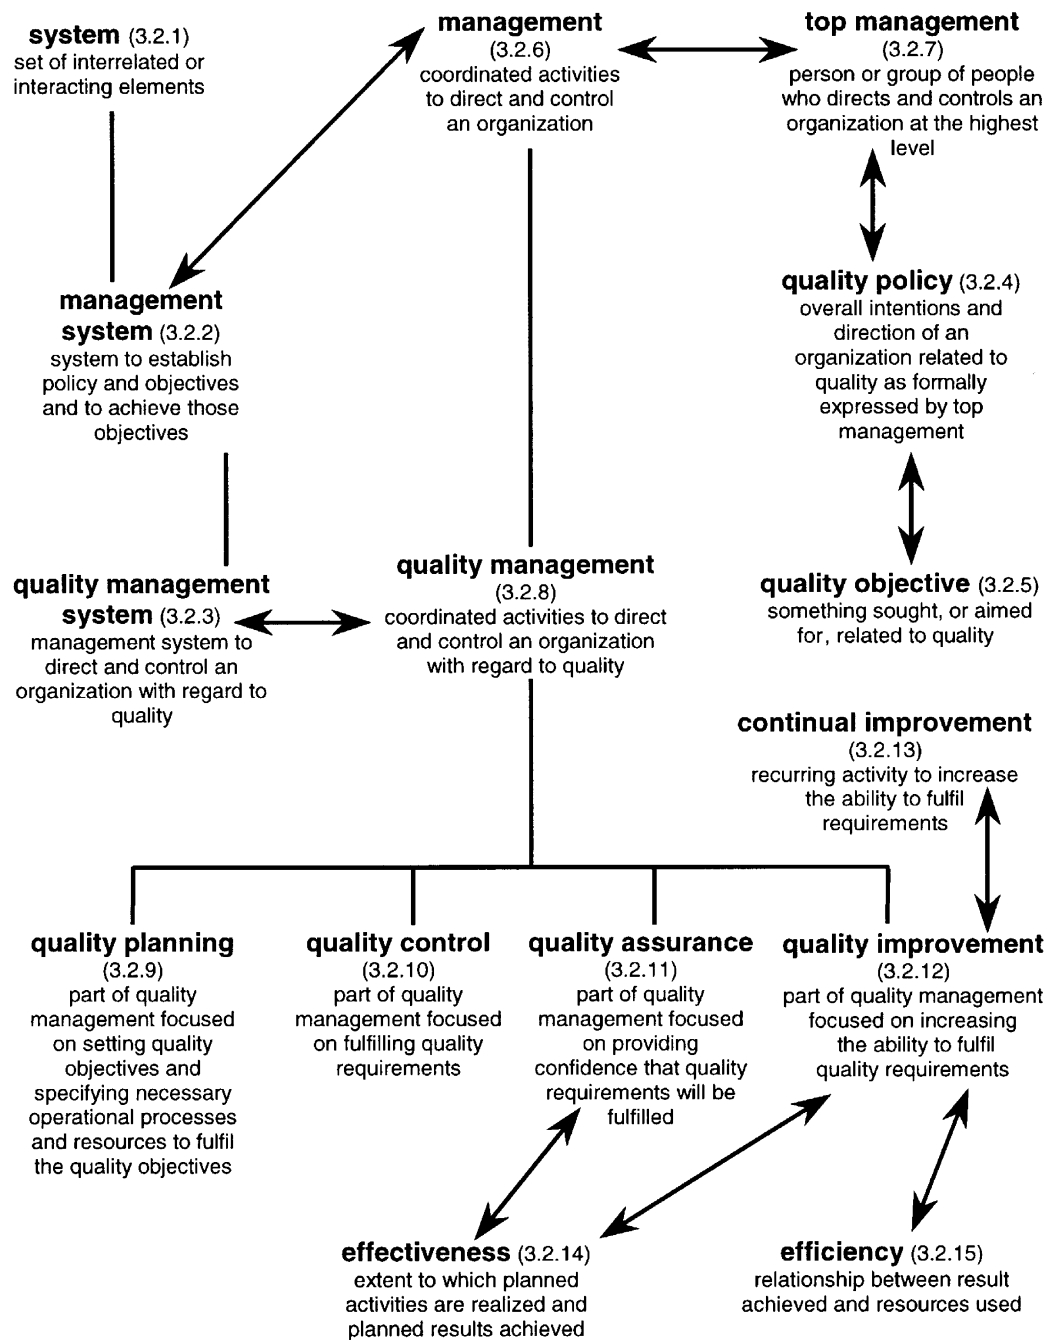 system (3.2.1)
set of interrelated or
interacting elements
management
(3.2.6)
coordinated activities
to direct and control
an organization
top management
(3.2.7)
person or group of people
who directs and controls an
organization at the highest
level
management
system (3.2.2)
system to establish
policy and objectives
and to achieve those
objectives
quality policy (3.2.4)
overall intentions and
direction of an
organization related to
quality as formally
expressed by top
management
quality management
system (3.2.3)
management system to
direct and control an
organization with regard to
quality
quality management
(3.2.8)
coordinated activities to direct
and control an organization
with regard to quality
quality objective (3.2.5)
something sought, or aimed
for, related to quality
continual improvement
(3.2.13)
recurring activity to increase
the ability to fulfil
requirements
quality planning
(3.2.9)
part of quality
management focused
on setting quality
objectives and
specifying necessary
operational processes
and resources to fulfil
the quality objectives
quality control
(3.2.10)
part of quality
management focused
on fulfilling quality
requirements
quality assurance
(3.2.11)
part of quality
management focused
on providing
confidence that quality
requirements will be
fulfilled
quality improvement
(3.2.12)
part of quality management
focused on increasing
the ability to fulfil
quality requirements
effectiveness (3.2.14)
extent to which planned
activities are realized and
planned results achieved
efficiency (3.2.15)
relationship between result
achieved and resources used